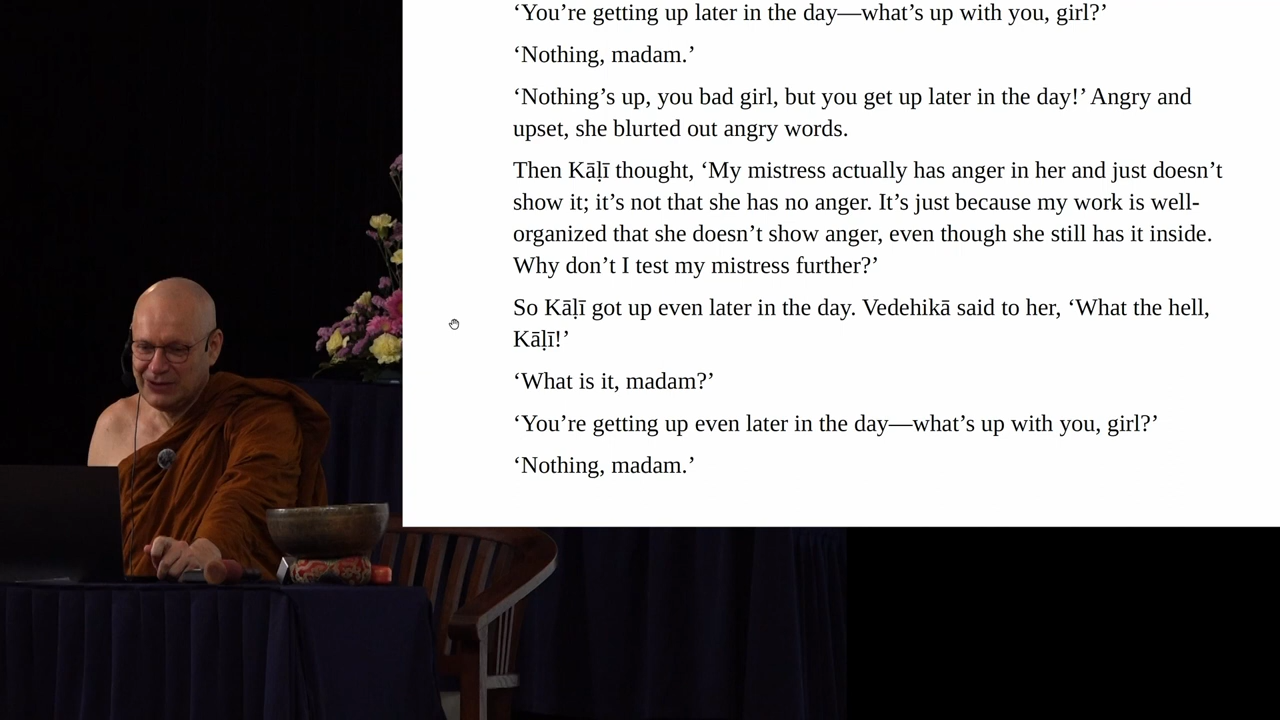 ‘You’re getting up later in the day—what’s up with you, girl?’
‘Nothing, madam.’
‘Nothing’s up, you bad girl, but you get up later in the day!’ Angry and
upset, she blurted out angry words.
Then Kāḷī thought, ‘My mistress actually has anger in her and just doesn’t
show it; it’s not that she has no anger. It’s just because my work is well-
organized that she doesn’t show anger, even though she still has it inside.
Why don’t I test my mistress further?’
So Kāḷī got up even later in the day. Vedehikā said to her, ‘What the hell,
Kāḷī!’
‘What is it, madam?’
‘You’re getting up even later in the day—what’s up with you, girl?’
‘Nothing, madam.’